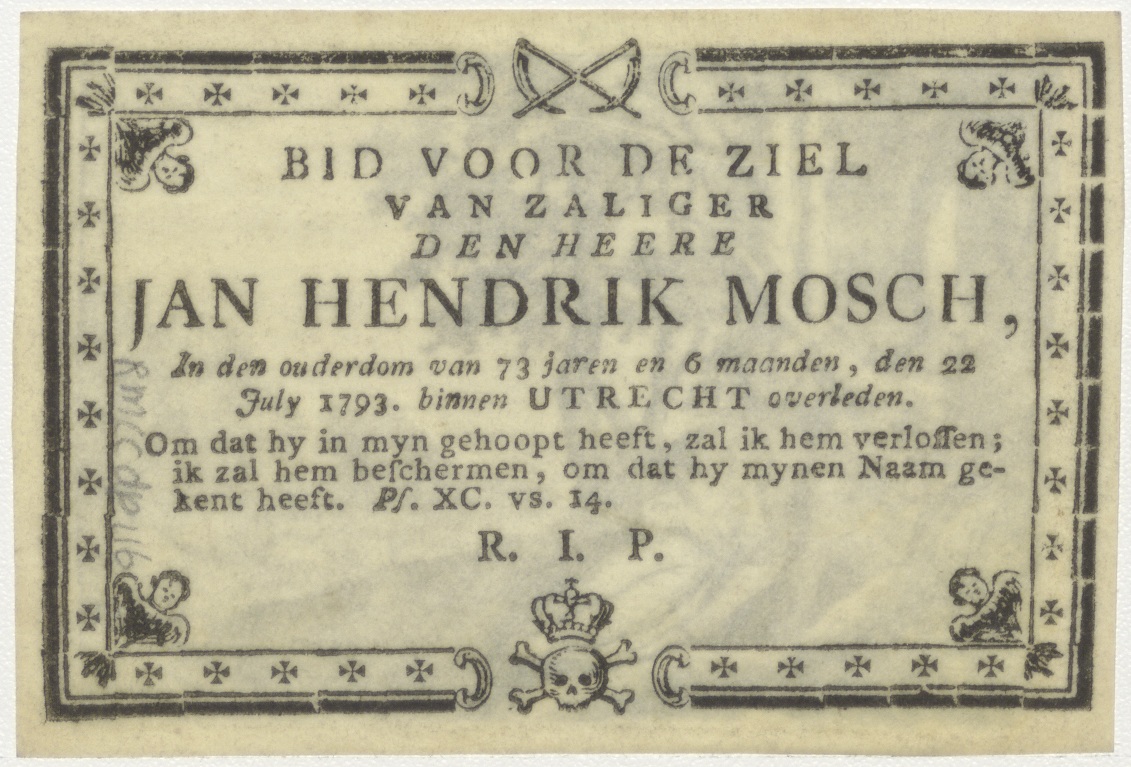 BID VOOR DE ZIEL
VAN ZALIGER
DEN HEERE
JAN HENDRIK MOSCH,
In den ouderdom van 73 jaren en 6 maanden, den 22
July 1793. binnen UTRECHT overleden.
Om dat hy in myn gehoopt heeft, zal ik hem verloſſen;
ik zal hem beſchermen, om dat hy mynen Naam ge-
kent heeft. Pſ. XC. vs. 14.
R. I. P.